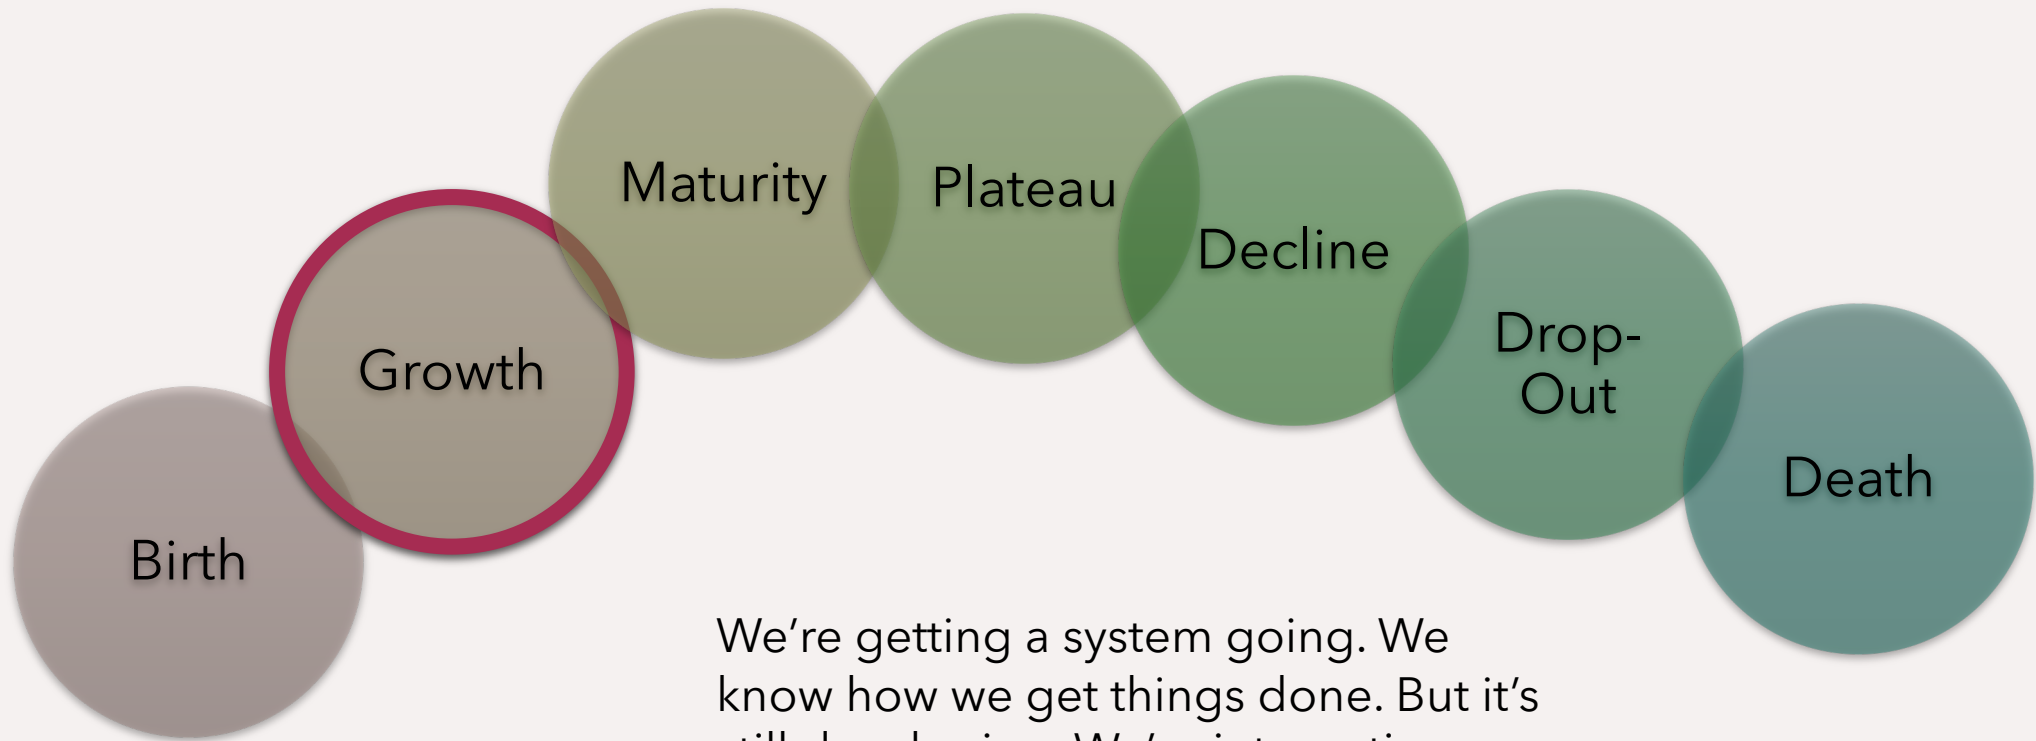 Birth
Growth
Maturity
Plateau
Decline
Drop-
Out
Death
We're getting a system going. We
know how we get things done. But it's